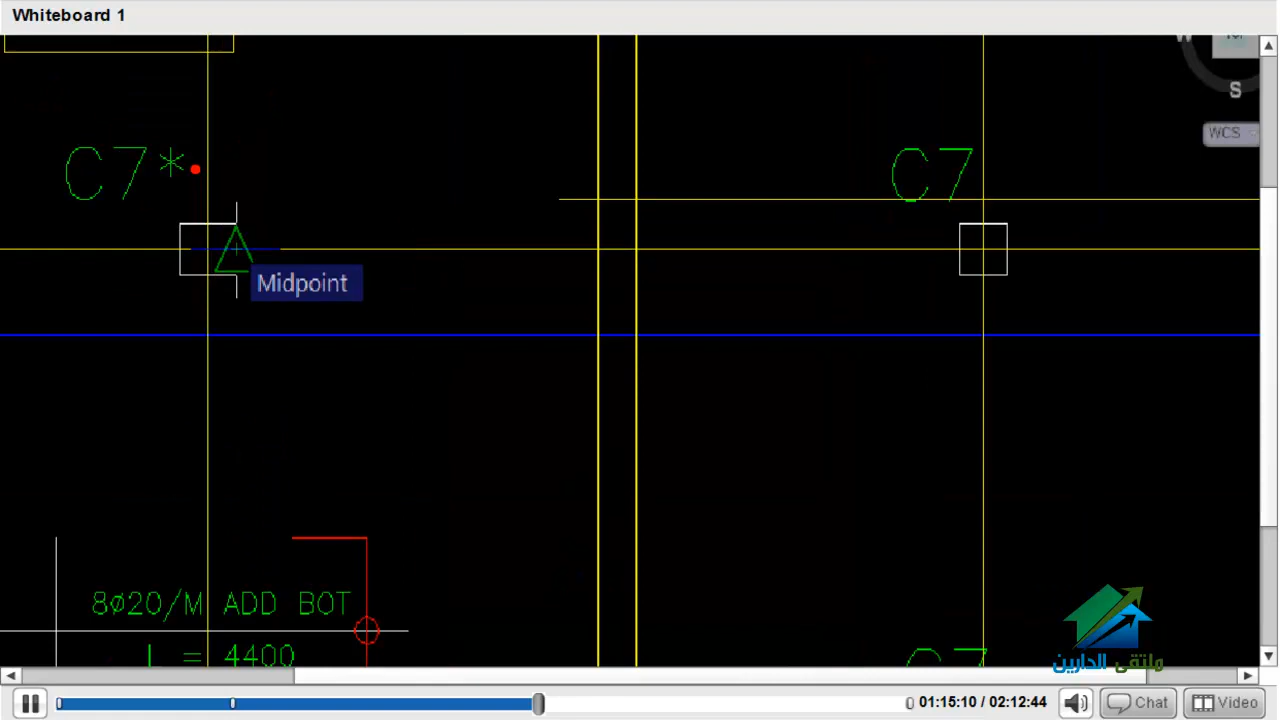 Whiteboard 1
S
WCS
C7*
C7
Midpoint
8ø20/M ADD BOT
L = 4400
C7
ملتقى الدارين
01:15:10 / 02:12:44
Chat
Video